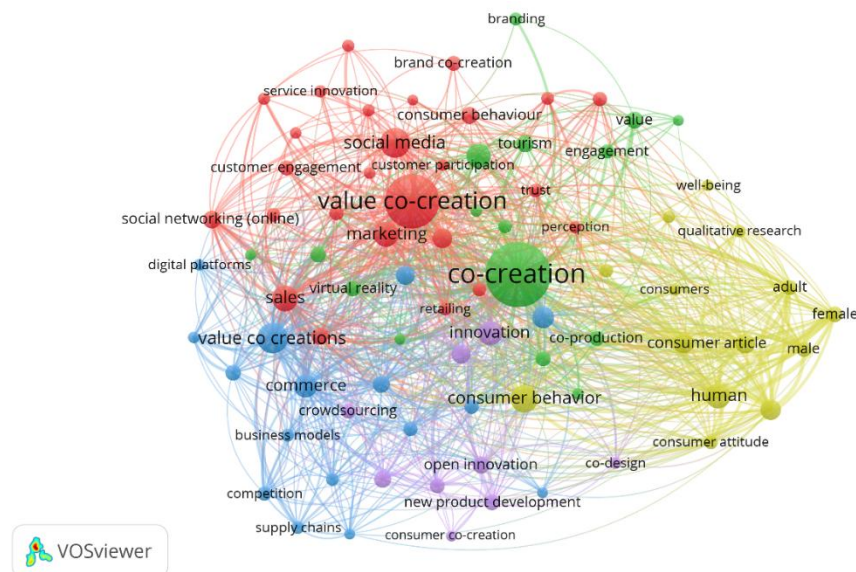 branding
brand co-creation
service innovation
consumer behaviour
value
social media
tourism
engagement
customer participation
customer engagement
trust
well-being
value co-creation
social networking (online)
marketing
perception
qualitative research
digital platforms
co-creation
virtual reality
consumers
adult
sales
retailing
female
innovation
value co creations
co-production
consumer article
male
commerce
consumer behavior
human
crowdsourcing
business models
consumer attitude
open innovation
co-design
competition
new product development
supply chains
consumer co-creation
VOSviewer